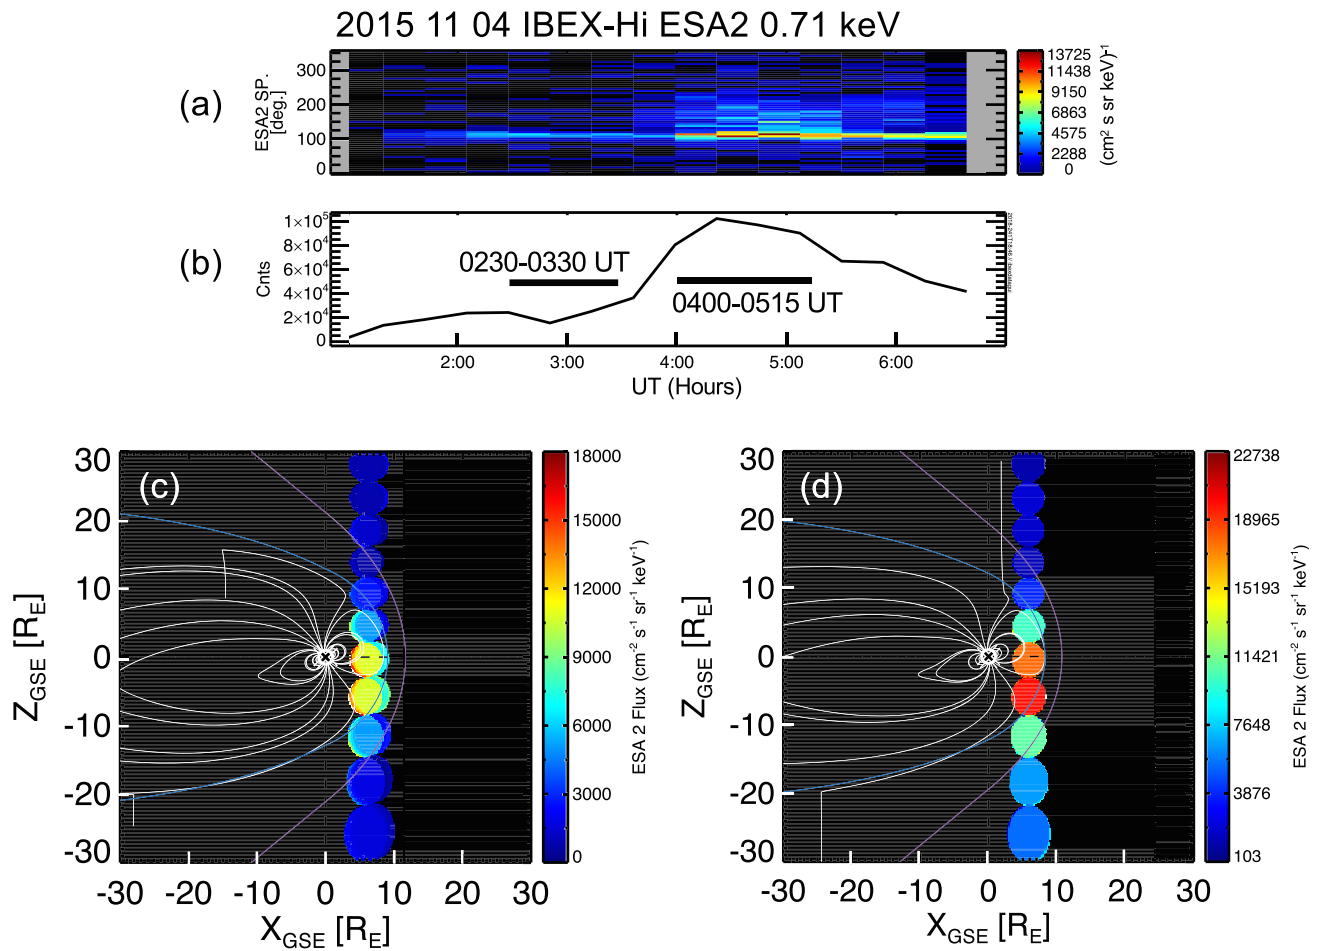 2015 11 04 IBEX-Hi ESA2 0.71 keV
(a)
ESA2 SP.
[deg.]
300
200
100
0
13725
11438
9150
6863
4575
2288
0
(cm² s sr keV)⁻¹
(b)
Cnts
1×10⁵
8×10⁴
6×10⁴
4×10⁴
2×10⁴
0
0230-0330 UT
0400-0515 UT
2:00 3:00 4:00 5:00 6:00
UT (Hours)
(c)
Z_GSE [R_E]
30
20
10
0
-10
-20
-30
-30 -20 -10 0 10 20 30
X_GSE [R_E]
18000
15000
12000
9000
6000
3000
0
ESA 2 Flux (cm⁻² s⁻¹ sr⁻¹ keV⁻¹)
(d)
Z_GSE [R_E]
30
20
10
0
-10
-20
-30
-30 -20 -10 0 10 20 30
X_GSE [R_E]
22738
18965
15193
11421
7648
3876
103
ESA 2 Flux (cm⁻² s⁻¹ sr⁻¹ keV⁻¹)